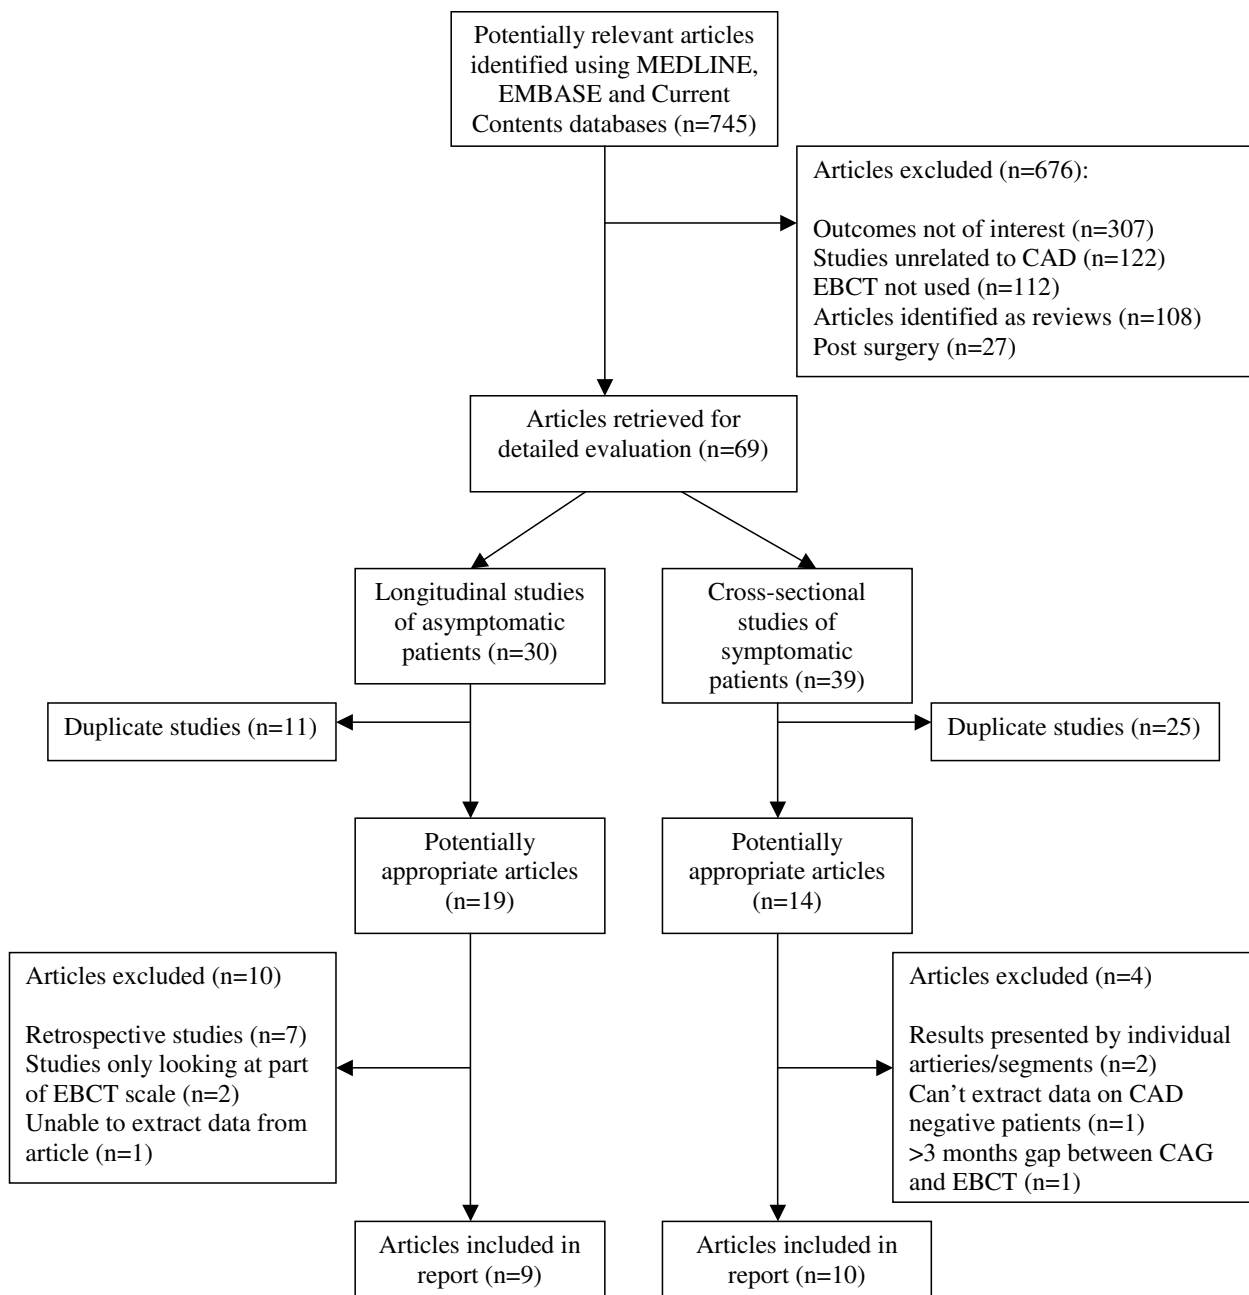 Potentially relevant articles
identified using MEDLINE,
EMBASE and Current
Contents databases (n=745)
Articles excluded (n=676):
Outcomes not of interest (n=307)
Studies unrelated to CAD (n=122)
EBCT not used (n=112)
Articles identified as reviews (n=108)
Post surgery (n=27)
Articles retrieved for
detailed evaluation (n=69)
Longitudinal studies
of asymptomatic
patients (n=30)
Cross-sectional
studies of
symptomatic
patients (n=39)
Duplicate studies (n=11)
Duplicate studies (n=25)
Potentially
appropriate articles
(n=19)
Potentially
appropriate articles
(n=14)
Articles excluded (n=10)
Retrospective studies (n=7)
Studies only looking at part
of EBCT scale (n=2)
Unable to extract data from
article (n=1)
Articles excluded (n=4)
Results presented by individual
artieries/segments (n=2)
Can't extract data on CAD
negative patients (n=1)
>3 months gap between CAG
and EBCT (n=1)
Articles included in
report (n=9)
Articles included in
report (n=10)